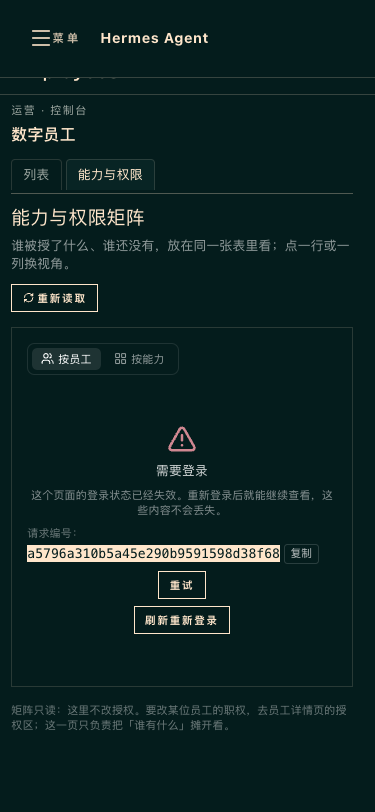 菜单
Hermes Agent
运营 · 控制台
数字员工
列表
能力与权限
能力与权限矩阵
谁被授了什么、谁还没有，放在同一张表里看；点一行或一
列换视角。
重新读取
按员工
按能力
需要登录
这个页面的登录状态已经失效。重新登录后就能继续查看，这
些内容不会丢失。
请求编号：
a5796a310b5a45e290b9591598d38f68
复制
重试
刷新重新登录
矩阵只读：这里不改授权。要改某位员工的职权，去员工详情页的授
权区；这一页只负责把「谁有什么」摊开看。